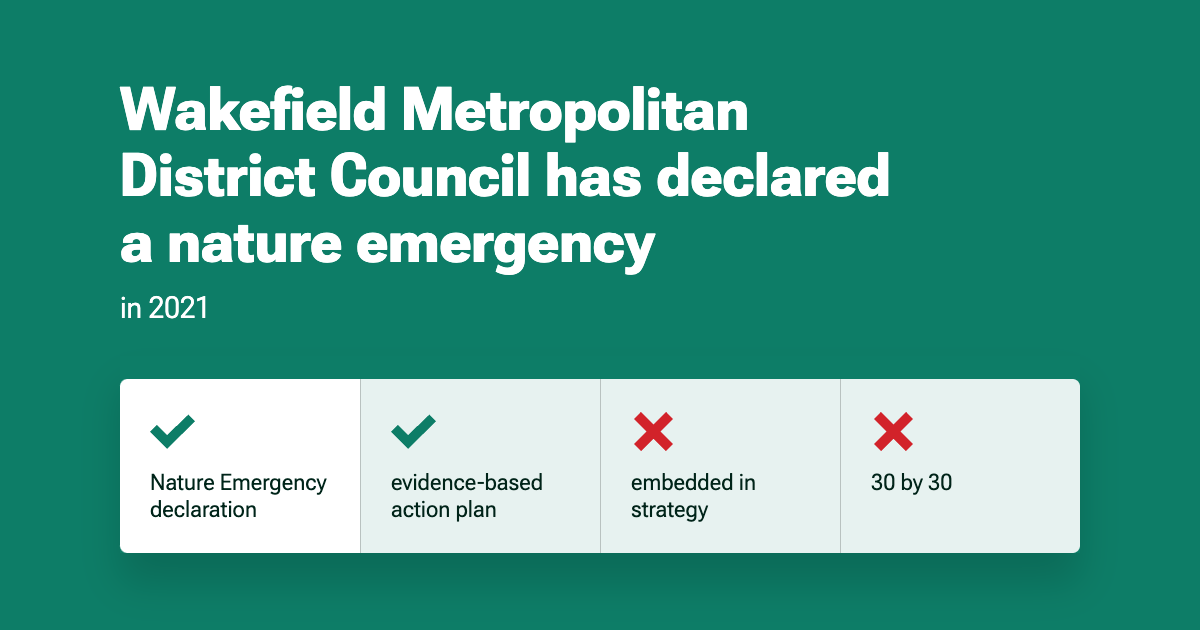 Wakefield Metropolitan
District Council has declared
a nature emergency
in 2021
Nature Emergency
declaration
evidence-based
action plan
embedded in
strategy
30 by 30